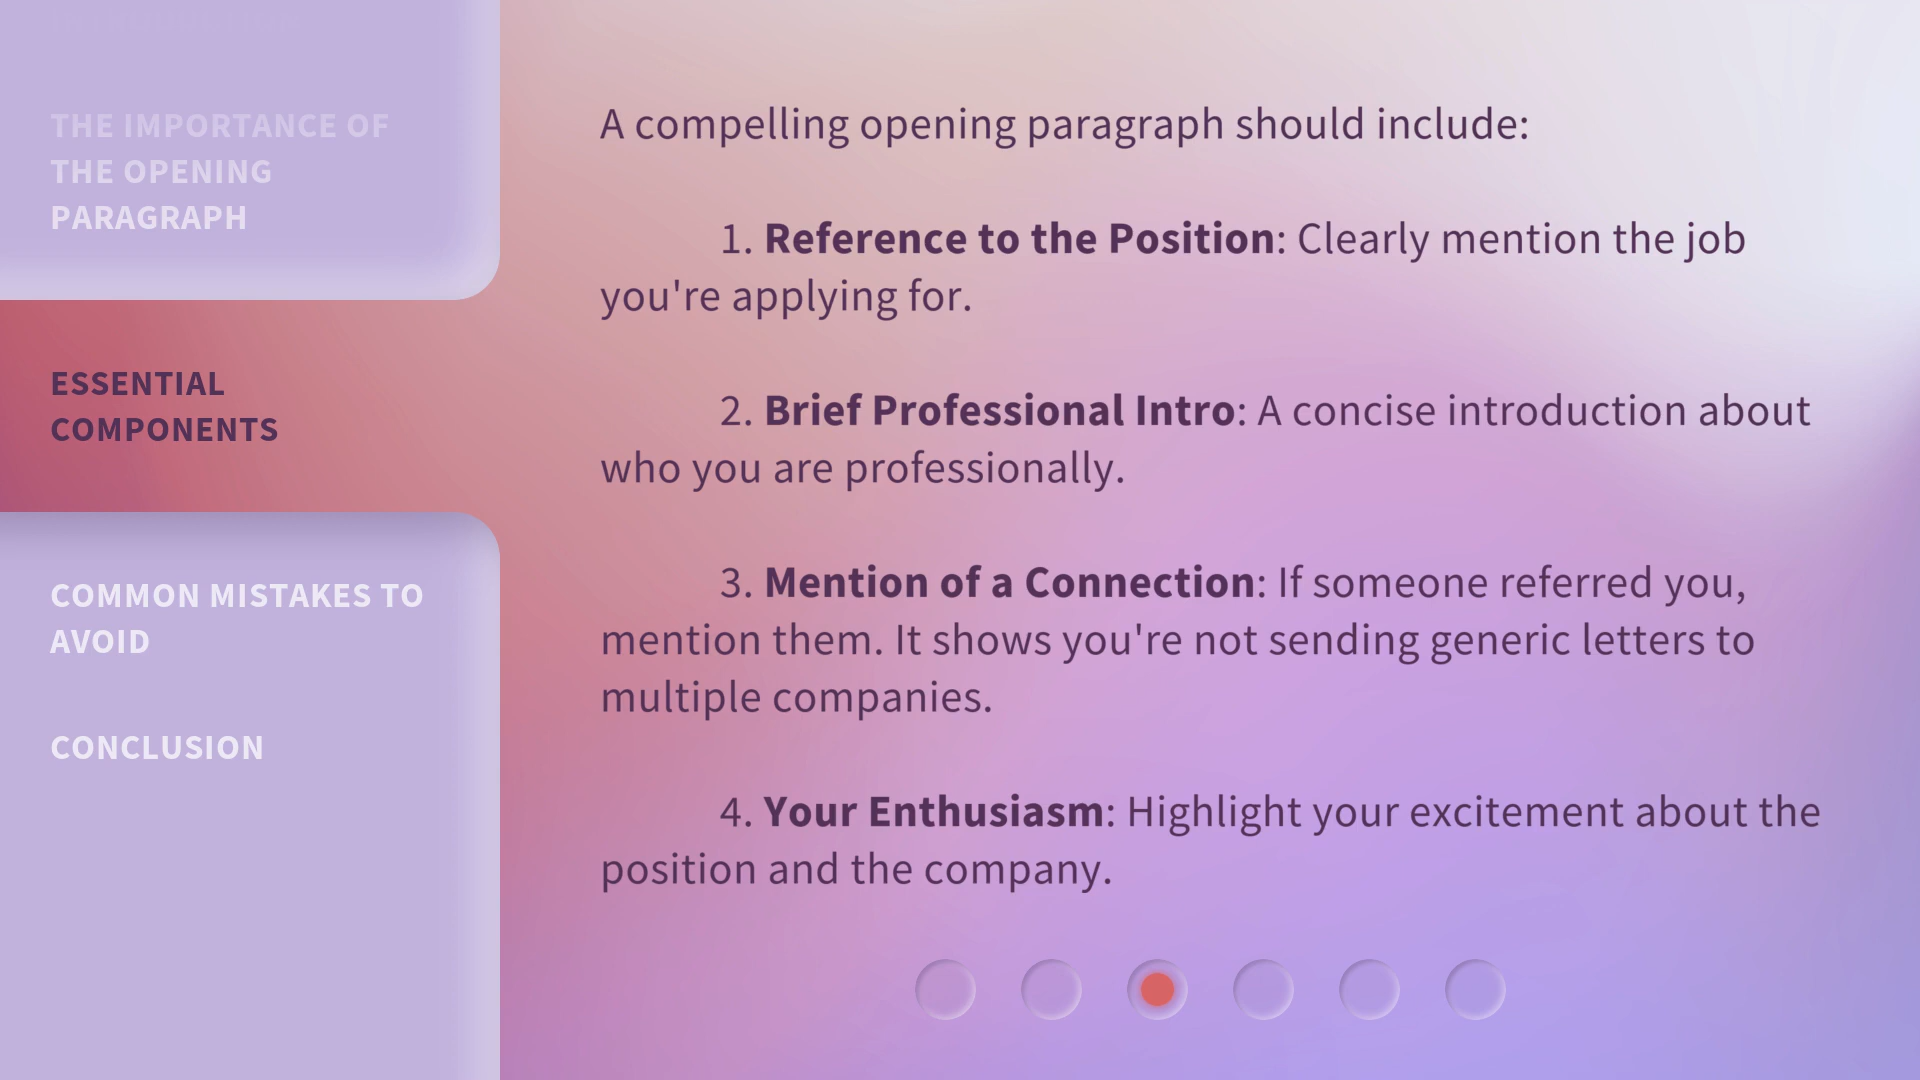 THE IMPORTANCE OF
THE OPENING
PARAGRAPH
ESSENTIAL
COMPONENTS
COMMON MISTAKES TO
AVOID
CONCLUSION
A compelling opening paragraph should include:
1. Reference to the Position: Clearly mention the job
you're applying for.
2. Brief Professional Intro: A concise introduction about
who you are professionally.
3. Mention of a Connection: If someone referred you,
mention them. It shows you're not sending generic letters to
multiple companies.
4. Your Enthusiasm: Highlight your excitement about the
position and the company.